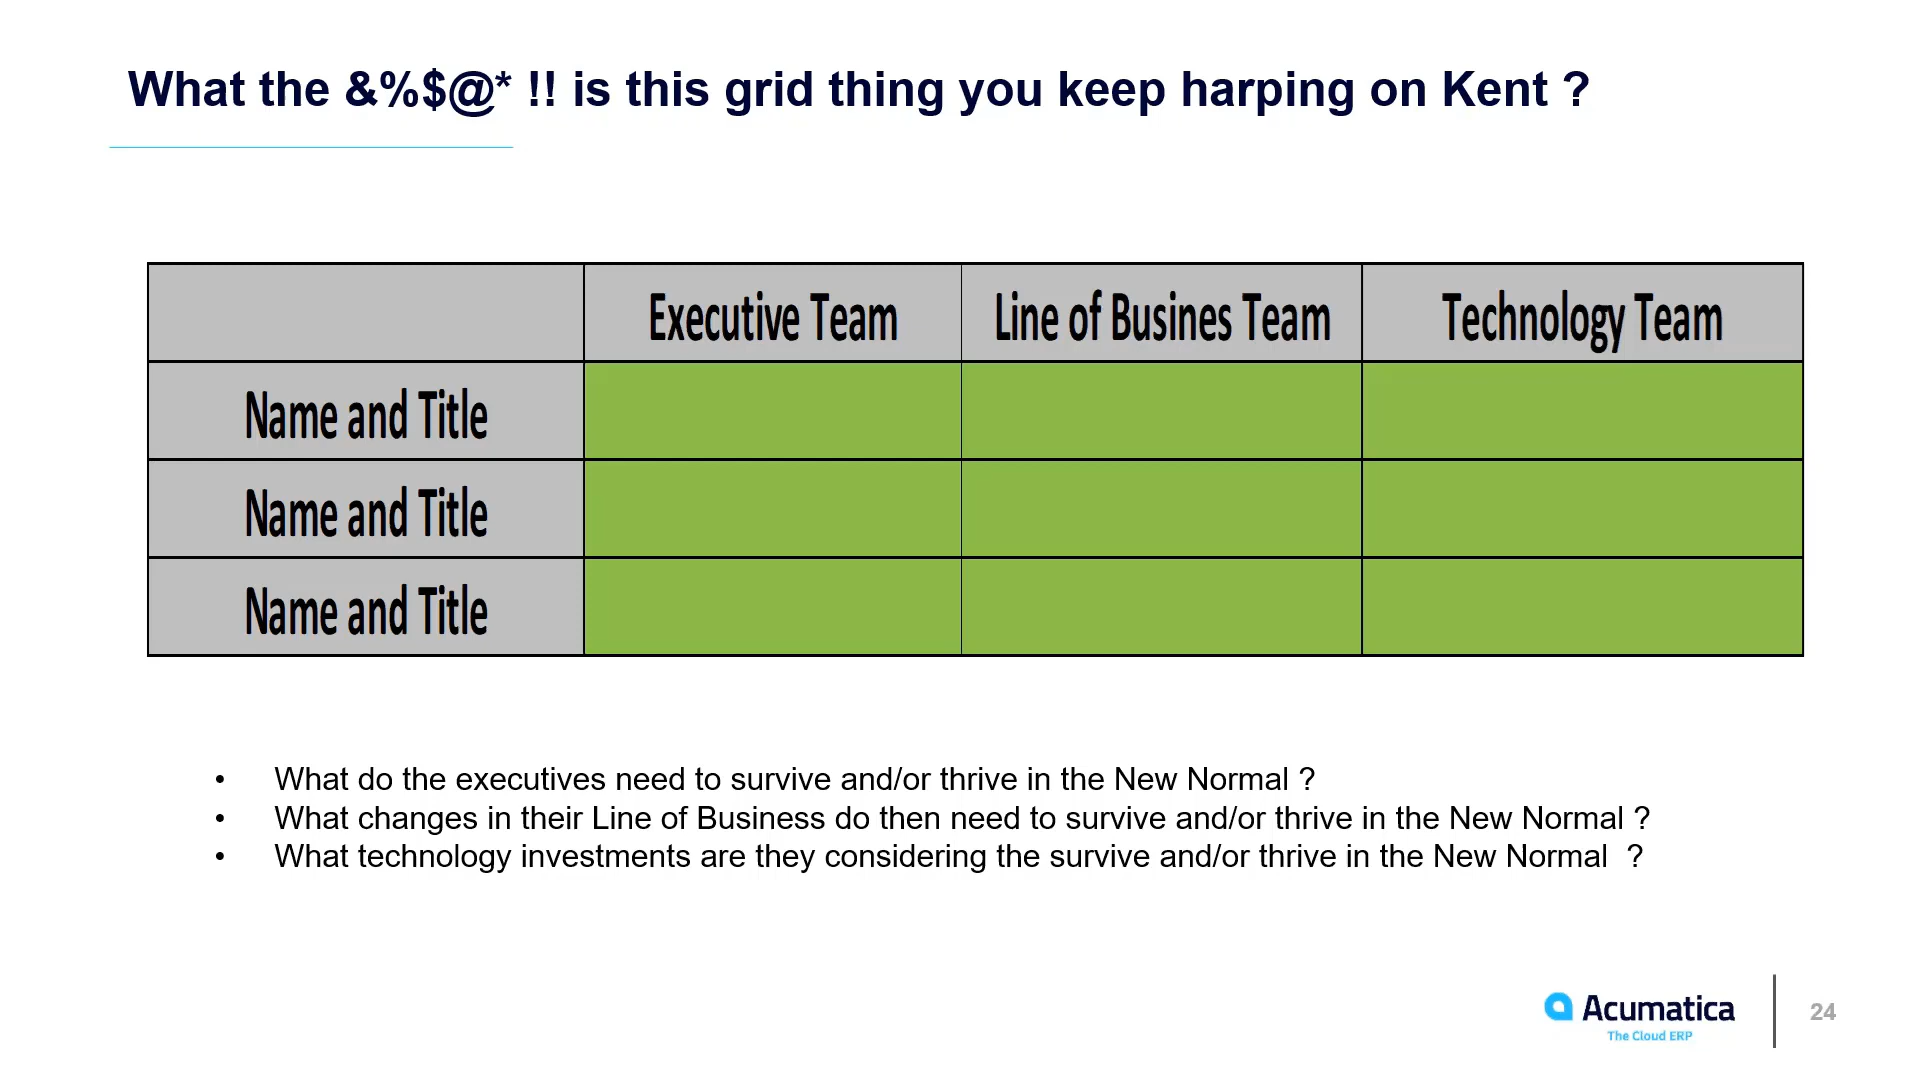 What the &%$@* !! is this grid thing you keep harping on Kent ?
Executive Team Line of Busines Team Technology Team
Name and Title
Name and Title
Name and Title
• What do the executives need to survive and/or thrive in the New Normal ?
• What changes in their Line of Business do then need to survive and/or thrive in the New Normal ?
• What technology investments are they considering the survive and/or thrive in the New Normal ?
Acumatica
The Cloud ERP
24